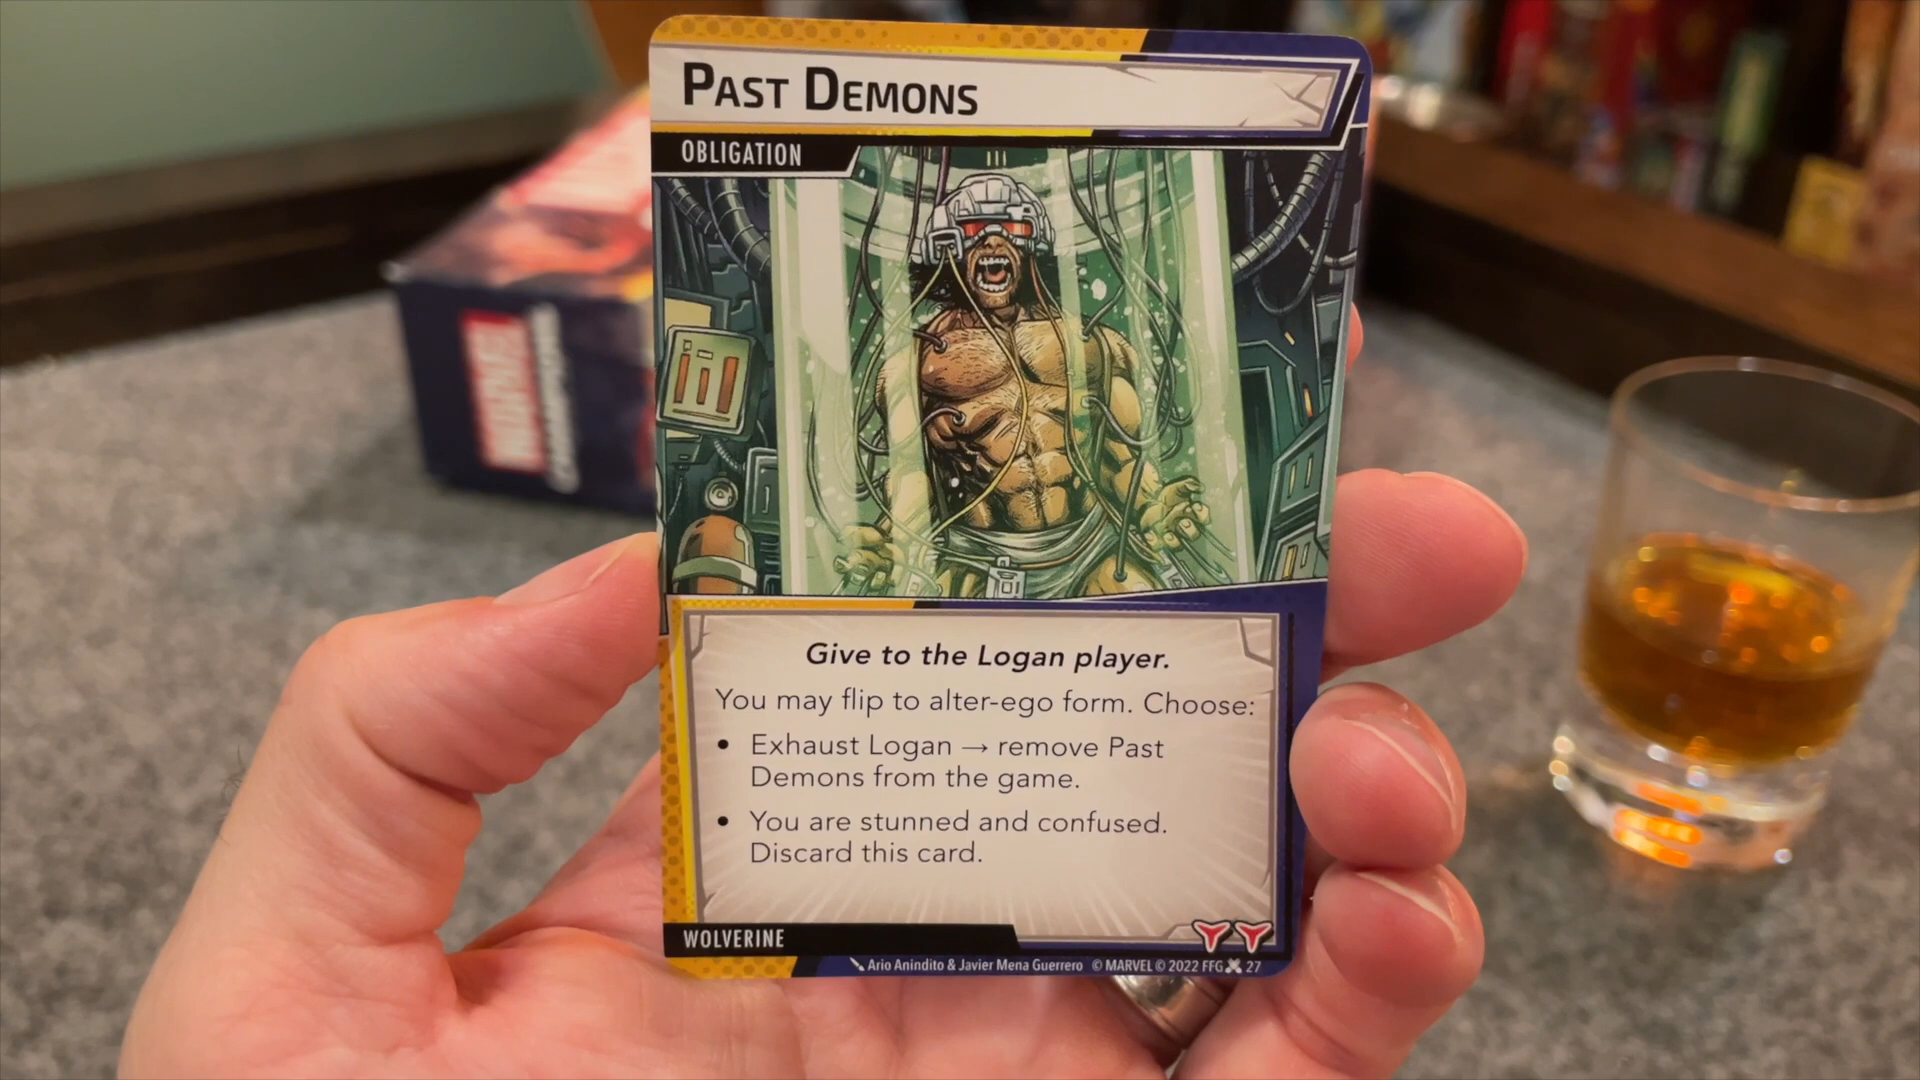 PAST DEMONS
OBLIGATION
Give to the Logan player.
You may flip to alter-ego form. Choose:
• Exhaust Logan → remove Past
Demons from the game.
• You are stunned and confused.
Discard this card.
WOLVERINE
Ario Anindito & Javier Mena Guerrero © MARVEL © 2022 FFG 27
MARVEL
CHAMPIONS